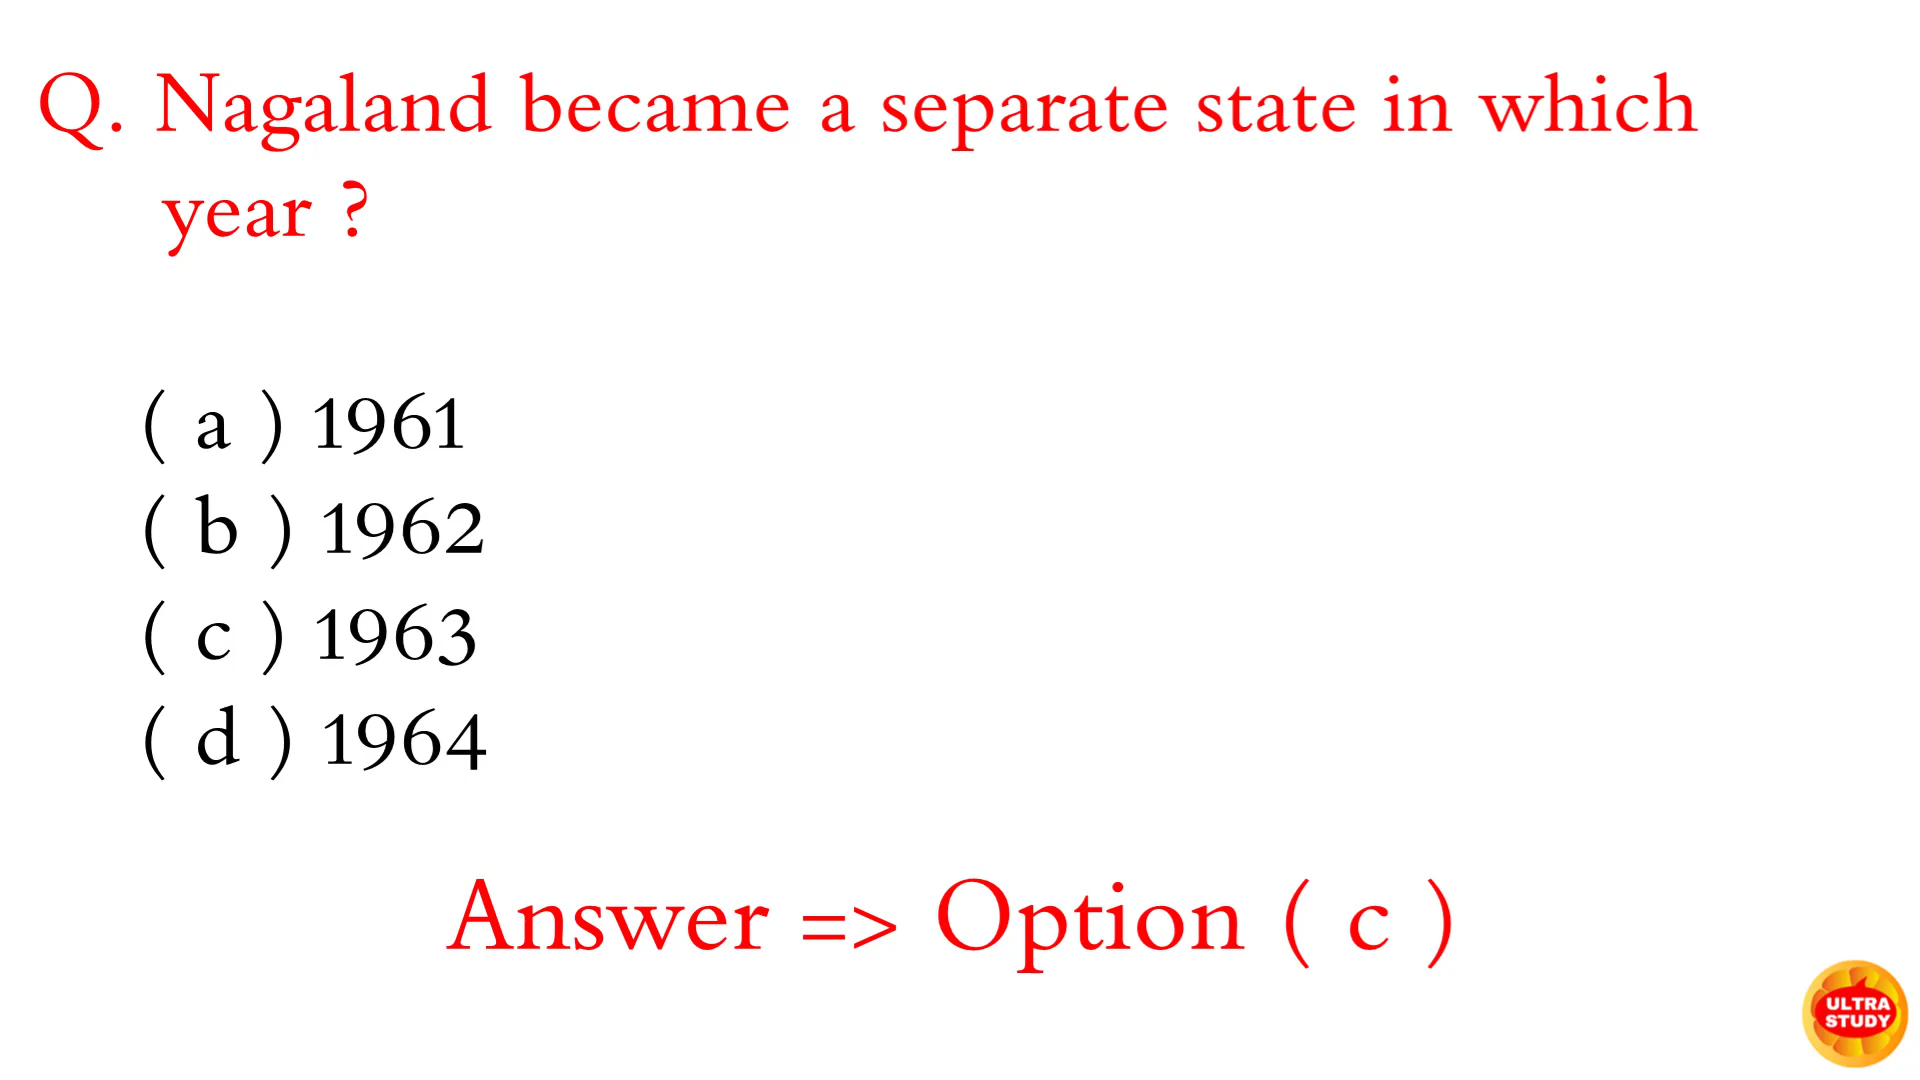 Q. Nagaland became a separate state in which
year ?
( a ) 1961
( b ) 1962
( c ) 1963
( d ) 1964
Answer => Option ( c )
ULTRA
STUDY